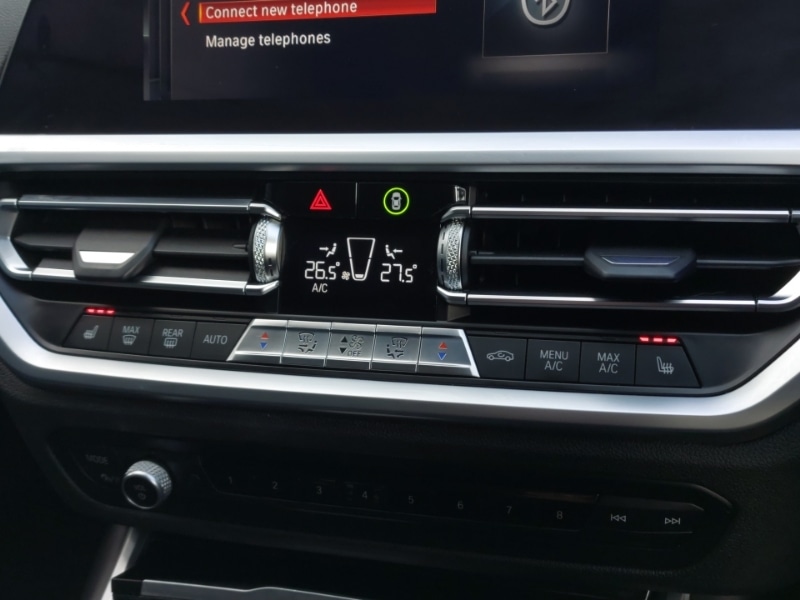 Connect new telephone
Manage telephones
26.5° 27.5°
A/C
MAX REAR AUTO OFF MENU A/C MAX A/C
MODE
1 2 3 4 5 6 7 8